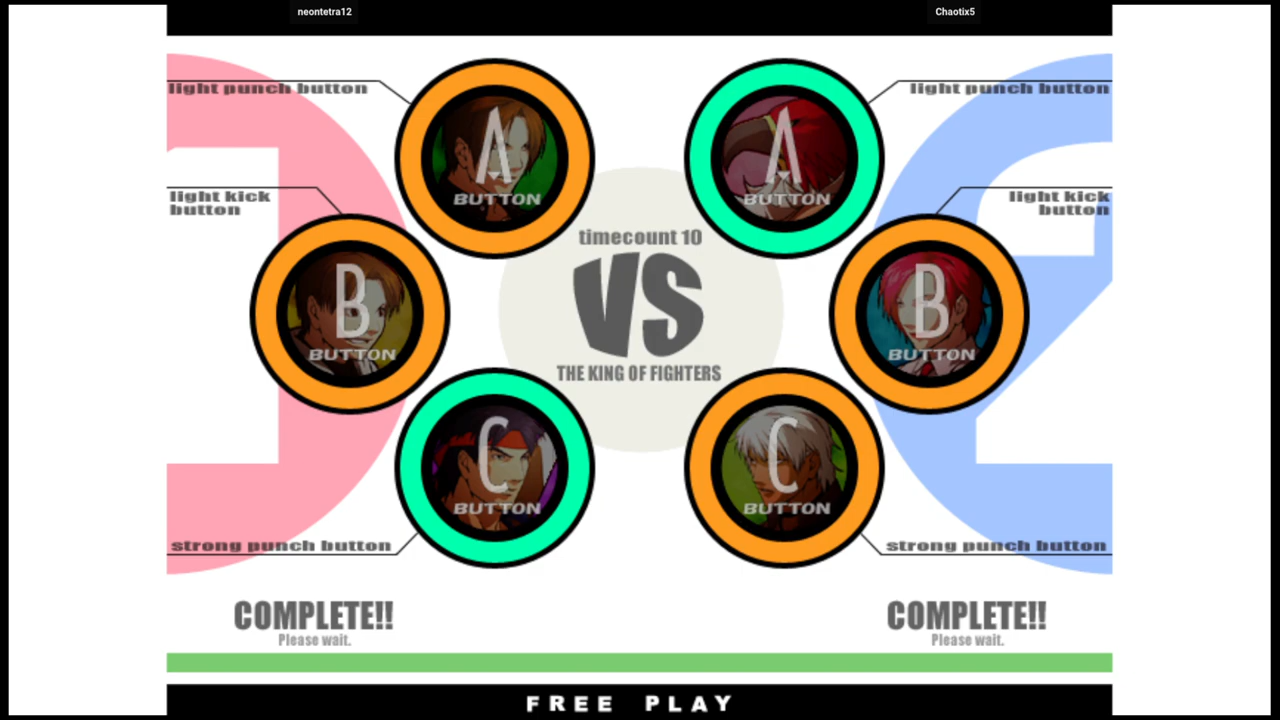 neontetra12
Chaotix5
light punch button
light punch button
A
BUTTON
A
BUTTON
light kick
button
light kick
button
timecount 10
VS
THE KING OF FIGHTERS
B
BUTTON
B
BUTTON
C
BUTTON
C
BUTTON
strong punch button
strong punch button
COMPLETE!!
Please wait.
COMPLETE!!
Please wait.
FREE PLAY